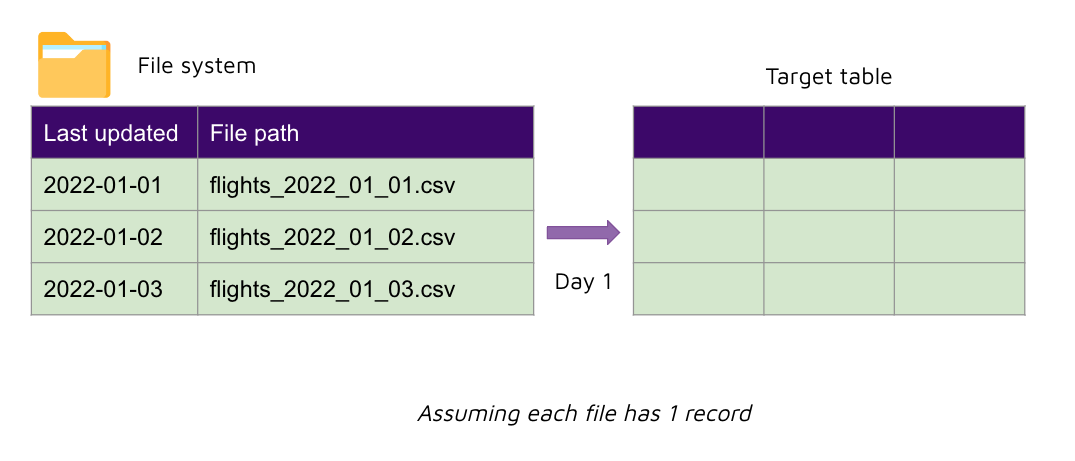 File system
Target table
Last updated File path
2022-01-01 flights_2022_01_01.csv
2022-01-02 flights_2022_01_02.csv
2022-01-03 flights_2022_01_03.csv
Day 1
Assuming each file has 1 record